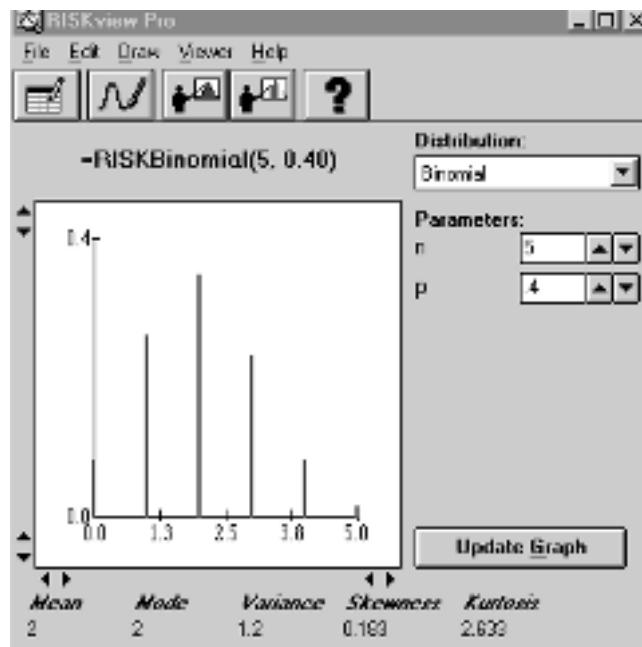 RISKview Pro
File Edit Draw Viewer Help
=RISKBinomial(5, 0.40)
Distribution:
Binomial
Parameters:
n 5
p .4
0.4
0.0
0.0 1.3 2.5 3.8 5.0
Update Graph
Mean Mode Variance Skewness Kurtosis
2 2 1.2 0.183 2.633